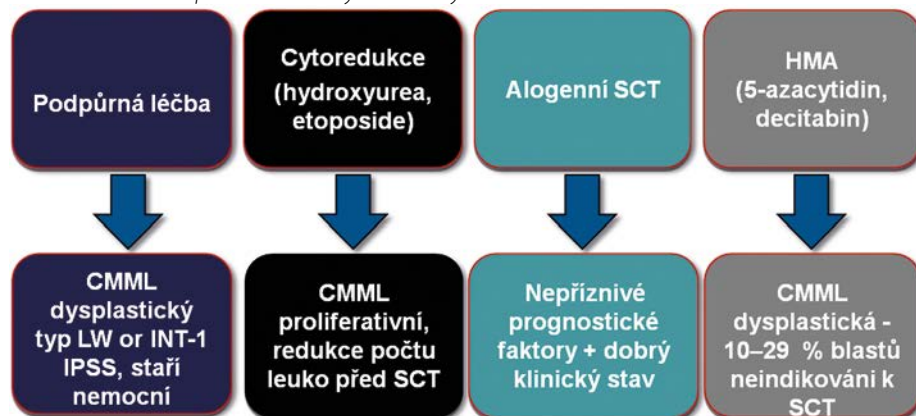 Podpůrná léčba
Cytoredukce
(hydroxyurea,
etoposide)
Alogenní SCT
HMA
(5-azacytidin,
decitabin)
CMML
dysplastický
typ LW or INT-1
IPSS, staří
nemocní
CMML
proliferativní,
redukce počtu
leuko před SCT
Nepříznivé
prognostické
faktory + dobrý
klinický stav
CMML
dysplastická -
10–29 % blastů
neindikováni k
SCT